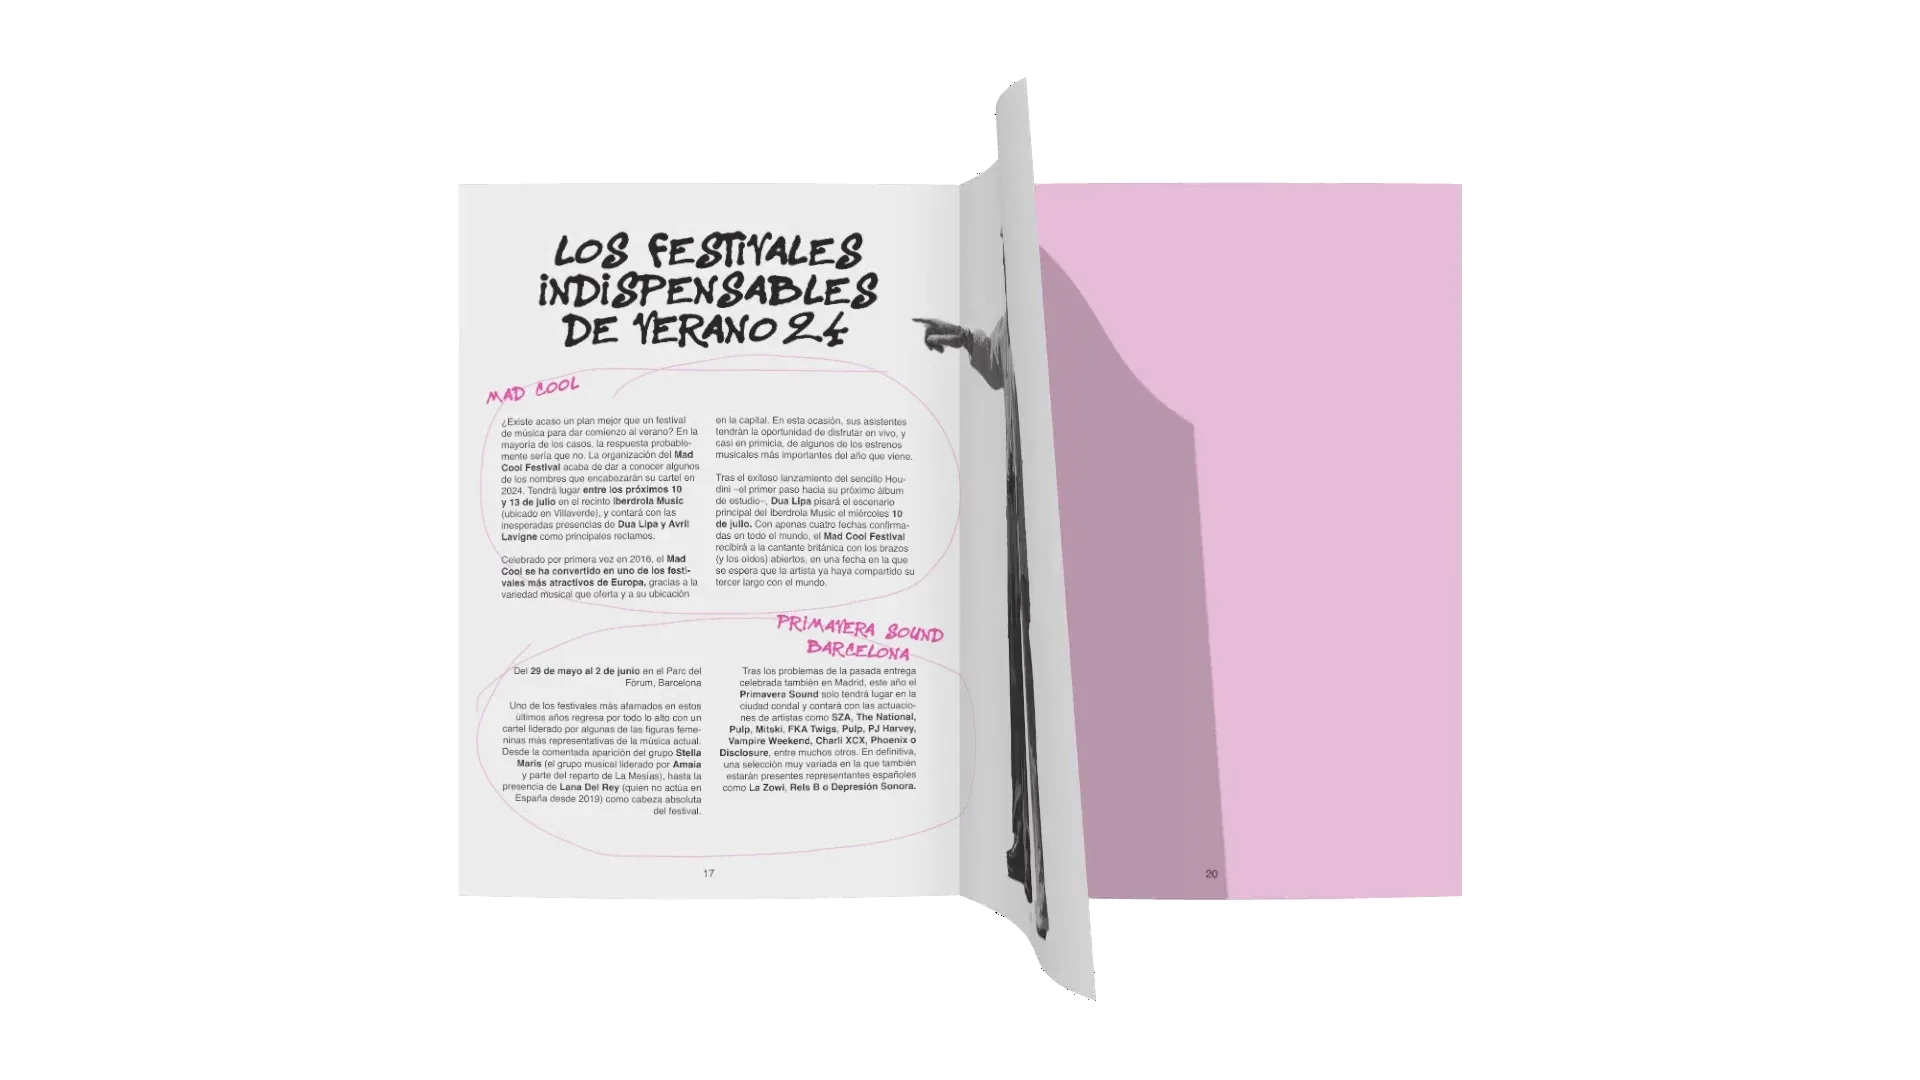 LOS FESTIVALES
INDISPENSABLES
DE VERANO 24
MAD COOL
¿Existe acaso un plan mejor que un festival
de música para dar comienzo al verano? En la
mayoría de los casos, la respuesta probable-
mente sería que no. La organización del Mad
Cool Festival acaba de dar a conocer algunos
de los nombres que encabezarán su cartel en
2024. Tendrá lugar entre los próximos 10
y 13 de julio en el recinto Iberdrola Music
(ubicado en Villaverde), y contará con las
inesperadas presencias de Dua Lipa y Avril
Lavigne como principales reclamos.
Celebrado por primera vez en 2016, el Mad
Cool se ha convertido en uno de los festi-
vales más atractivos de Europa, gracias a la
variedad musical que oferta y a su ubicación
en la capital. En esta ocasión, sus asistentes
tendrán la oportunidad de disfrutar en vivo, y
casi en primicia, de algunos de los estrenos
musicales más importantes del año que viene.
Tras el exitoso lanzamiento del sencillo Hou-
dini –el primer paso hacia su próximo álbum
de estudio–, Dua Lipa pisará el escenario
principal del Iberdrola Music el miércoles 10
de julio. Con apenas cuatro fechas confirma-
das en todo el mundo, el Mad Cool Festival
recibirá a la cantante británica con los brazos
(y los oídos) abiertos, en una fecha en la que
se espera que la artista ya haya compartido su
tercer largo con el mundo.
PRIMAVERA SOUND
BARCELONA
Del 29 de mayo al 2 de junio en el Parc del
Fòrum, Barcelona
Uno de los festivales más afamados en estos
últimos años regresa por todo lo alto con un
cartel liderado por algunas de las figuras feme-
ninas más representativas de la música actual.
Desde la comentada aparición del grupo Stella
Maris (el grupo musical liderado por Amaia
y parte del reparto de La Mesías), hasta la
presencia de Lana Del Rey (quien no actúa en
España desde 2019) como cabeza absoluta
del festival.
Tras los problemas de la pasada entrega
celebrada también en Madrid, este año el
Primavera Sound solo tendrá lugar en la
ciudad condal y contará con las actuacio-
nes de artistas como SZA, The National,
Pulp, Mitski, FKA Twigs, Pulp, PJ Harvey,
Vampire Weekend, Charli XCX, Phoenix o
Disclosure, entre muchos otros. En definitiva,
una selección muy variada en la que también
estarán presentes representantes españoles
como La Zowi, Rels B o Depresión Sonora.
17
20